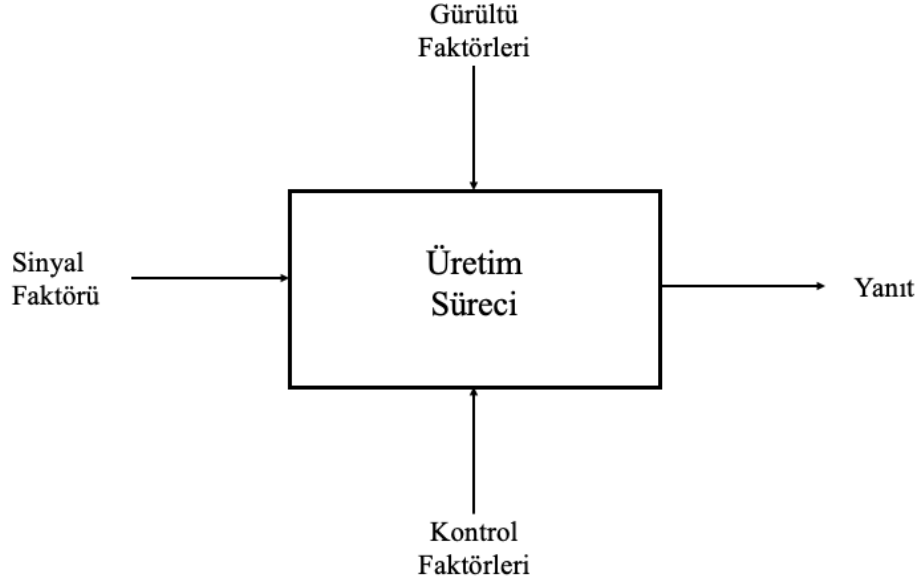 Gürültü
Faktörleri
Sinyal
Faktörü
Üretim
Süreci
Yanıt
Kontrol
Faktörleri